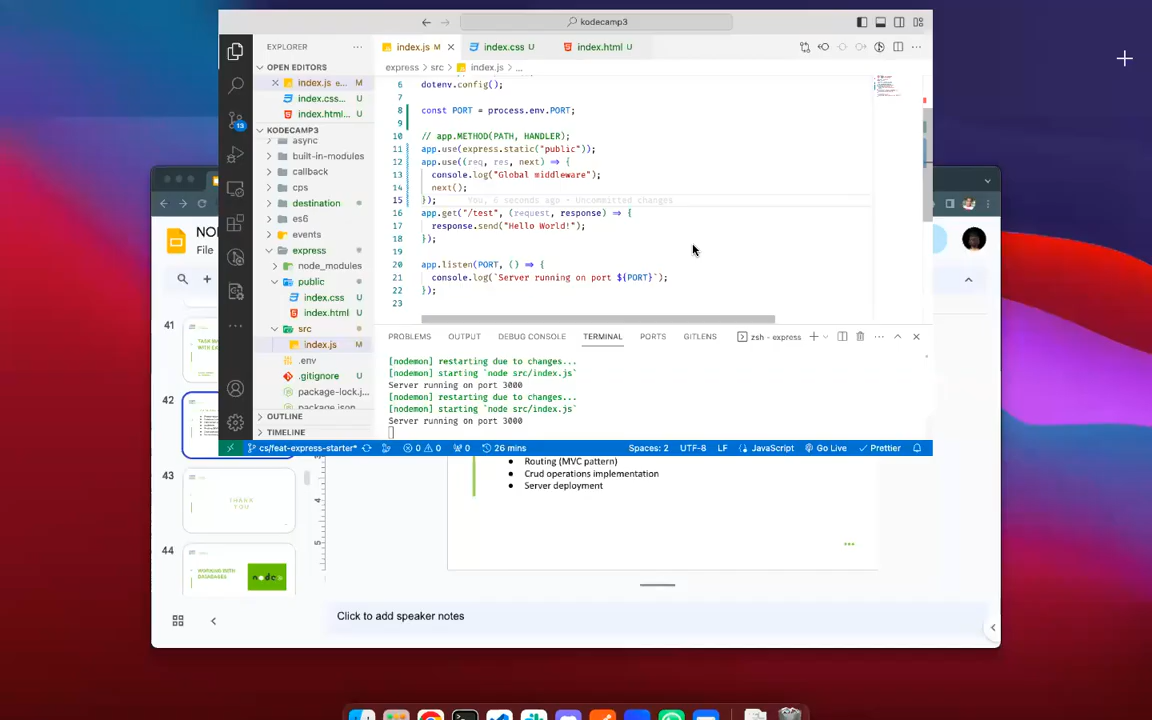 kodecamp3
EXPLORER
index.js M
index.css U
index.html U
OPEN EDITORS
express > src > index.js > ...
index.js e... M
index.css... U
index.html... U
KODECAMP3
async
built-in-modules
callback
cps
destination
es6
events
express
node_modules
public
index.css U
index.html U
src
index.js M
.env
.gitignore U
package-lock.j...
package.json
OUTLINE
TIMELINE
13
6 dotenv.config();
7
8 const PORT = process.env.PORT;
9
10 // app.METHOD(PATH, HANDLER);
11 app.use(express.static("public"));
12 app.use((req, res, next) => {
13 console.log("Global middleware");
14 next();
15 }); You, 6 seconds ago • Uncommitted changes
16 app.get("/test", (request, response) => {
17 response.send("Hello World!");
18 });
19
20 app.listen(PORT, () => {
21 console.log(`Server running on port ${PORT}`);
22 });
23
PROBLEMS OUTPUT DEBUG CONSOLE TERMINAL PORTS GITLENS
zsh - express
[nodemon] restarting due to changes...
[nodemon] starting `node src/index.js`
Server running on port 3000
[nodemon] restarting due to changes...
[nodemon] starting `node src/index.js`
Server running on port 3000
cs/feat-express-starter* 0 0 0 26 mins Spaces: 2 UTF-8 LF JavaScript Go Live Prettier
File
41
42
43
THANK
YOU
44
WORKING WITH
DATABASES
• Routing (MVC pattern)
• Crud operations implementation
• Server deployment
Click to add speaker notes